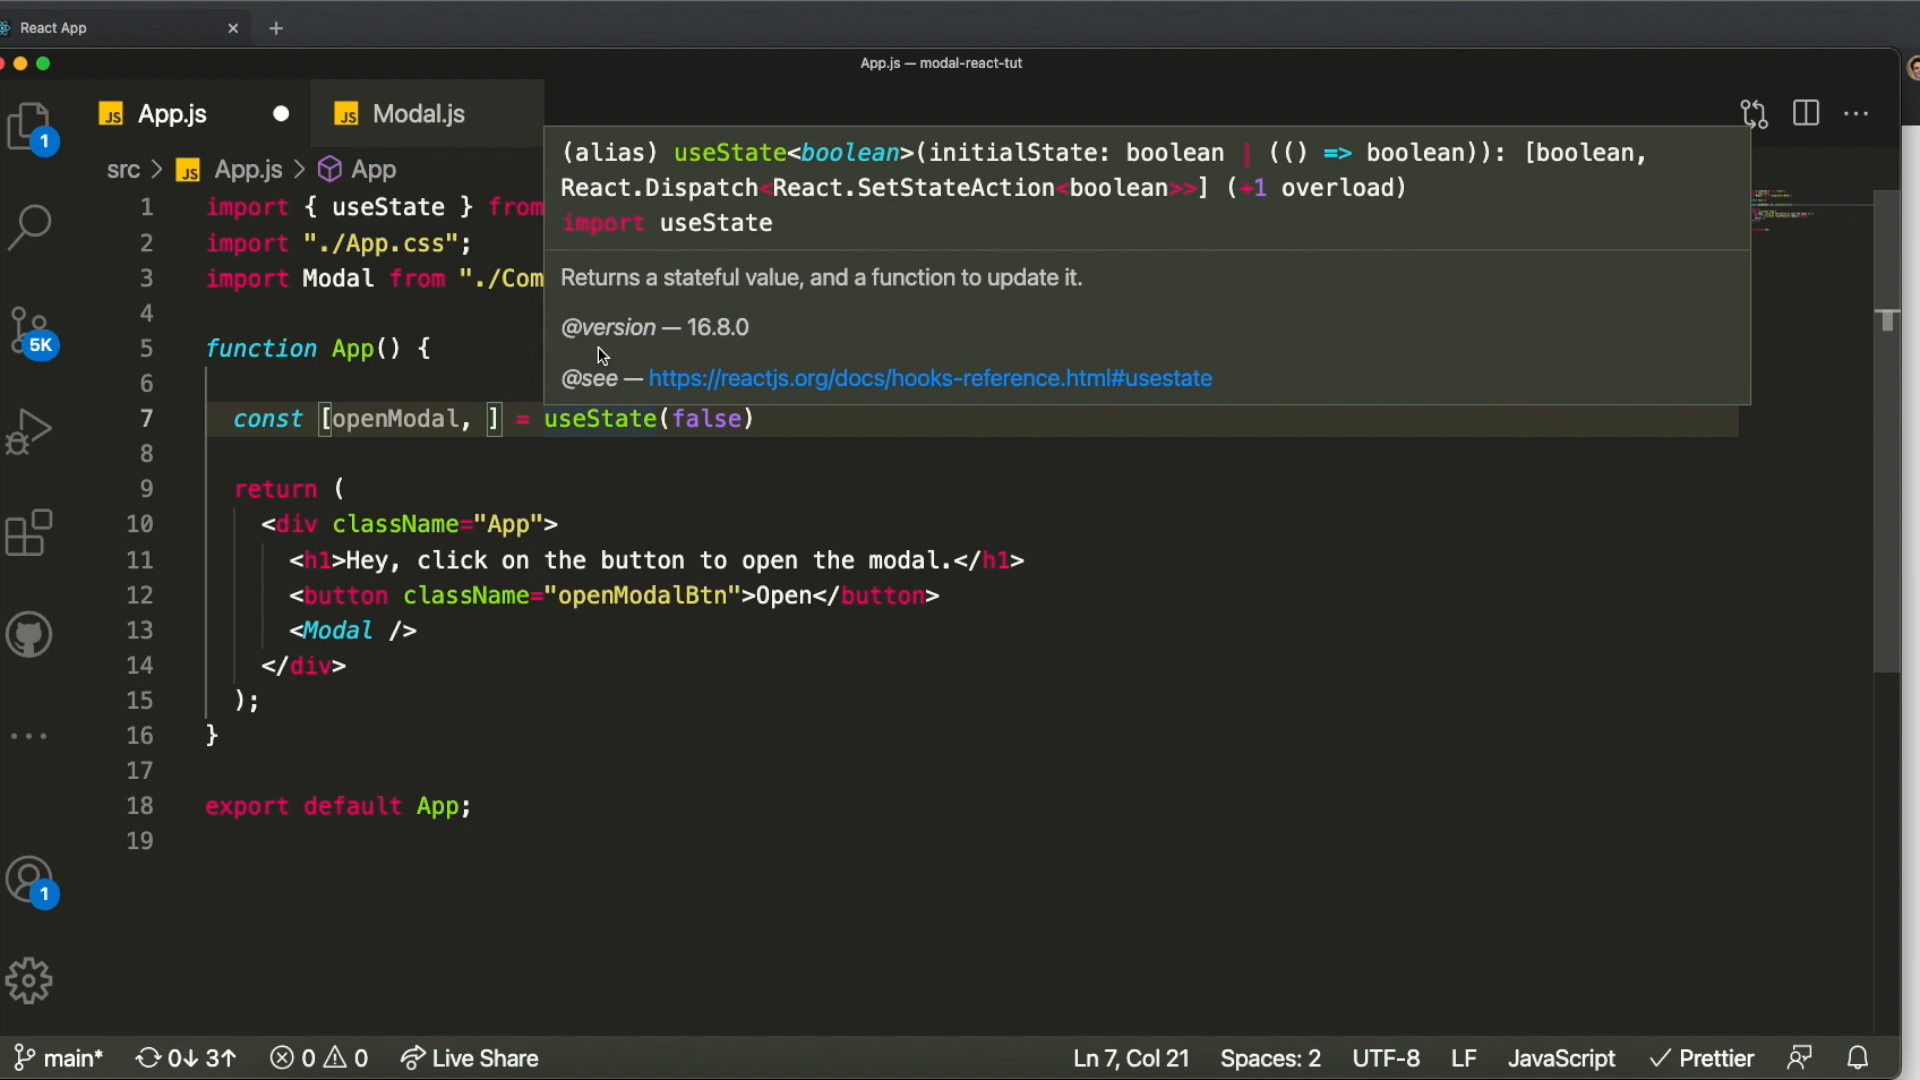 React App
App.js — modal-react-tut
JS App.js
JS Modal.js
1
src > JS App.js > App
(alias) useState<boolean>(initialState: boolean | (() => boolean)): [boolean,
React.Dispatch<React.SetStateAction<boolean>>] (+1 overload)
import useState
Returns a stateful value, and a function to update it.
@version — 16.8.0
@see — https://reactjs.org/docs/hooks-reference.html#usestate
1 import { useState } from
2 import "./App.css";
3 import Modal from "./Com
4
5 function App() {
5K
6
7 const [openModal, ] = useState(false)
8
9 return (
10 <div className="App">
11 <h1>Hey, click on the button to open the modal.</h1>
12 <button className="openModalBtn">Open</button>
13 <Modal />
14 </div>
15 );
16 }
17
18 export default App;
19
1
main* 0↓ 3↑ 0 0 Live Share
Ln 7, Col 21 Spaces: 2 UTF-8 LF JavaScript Prettier